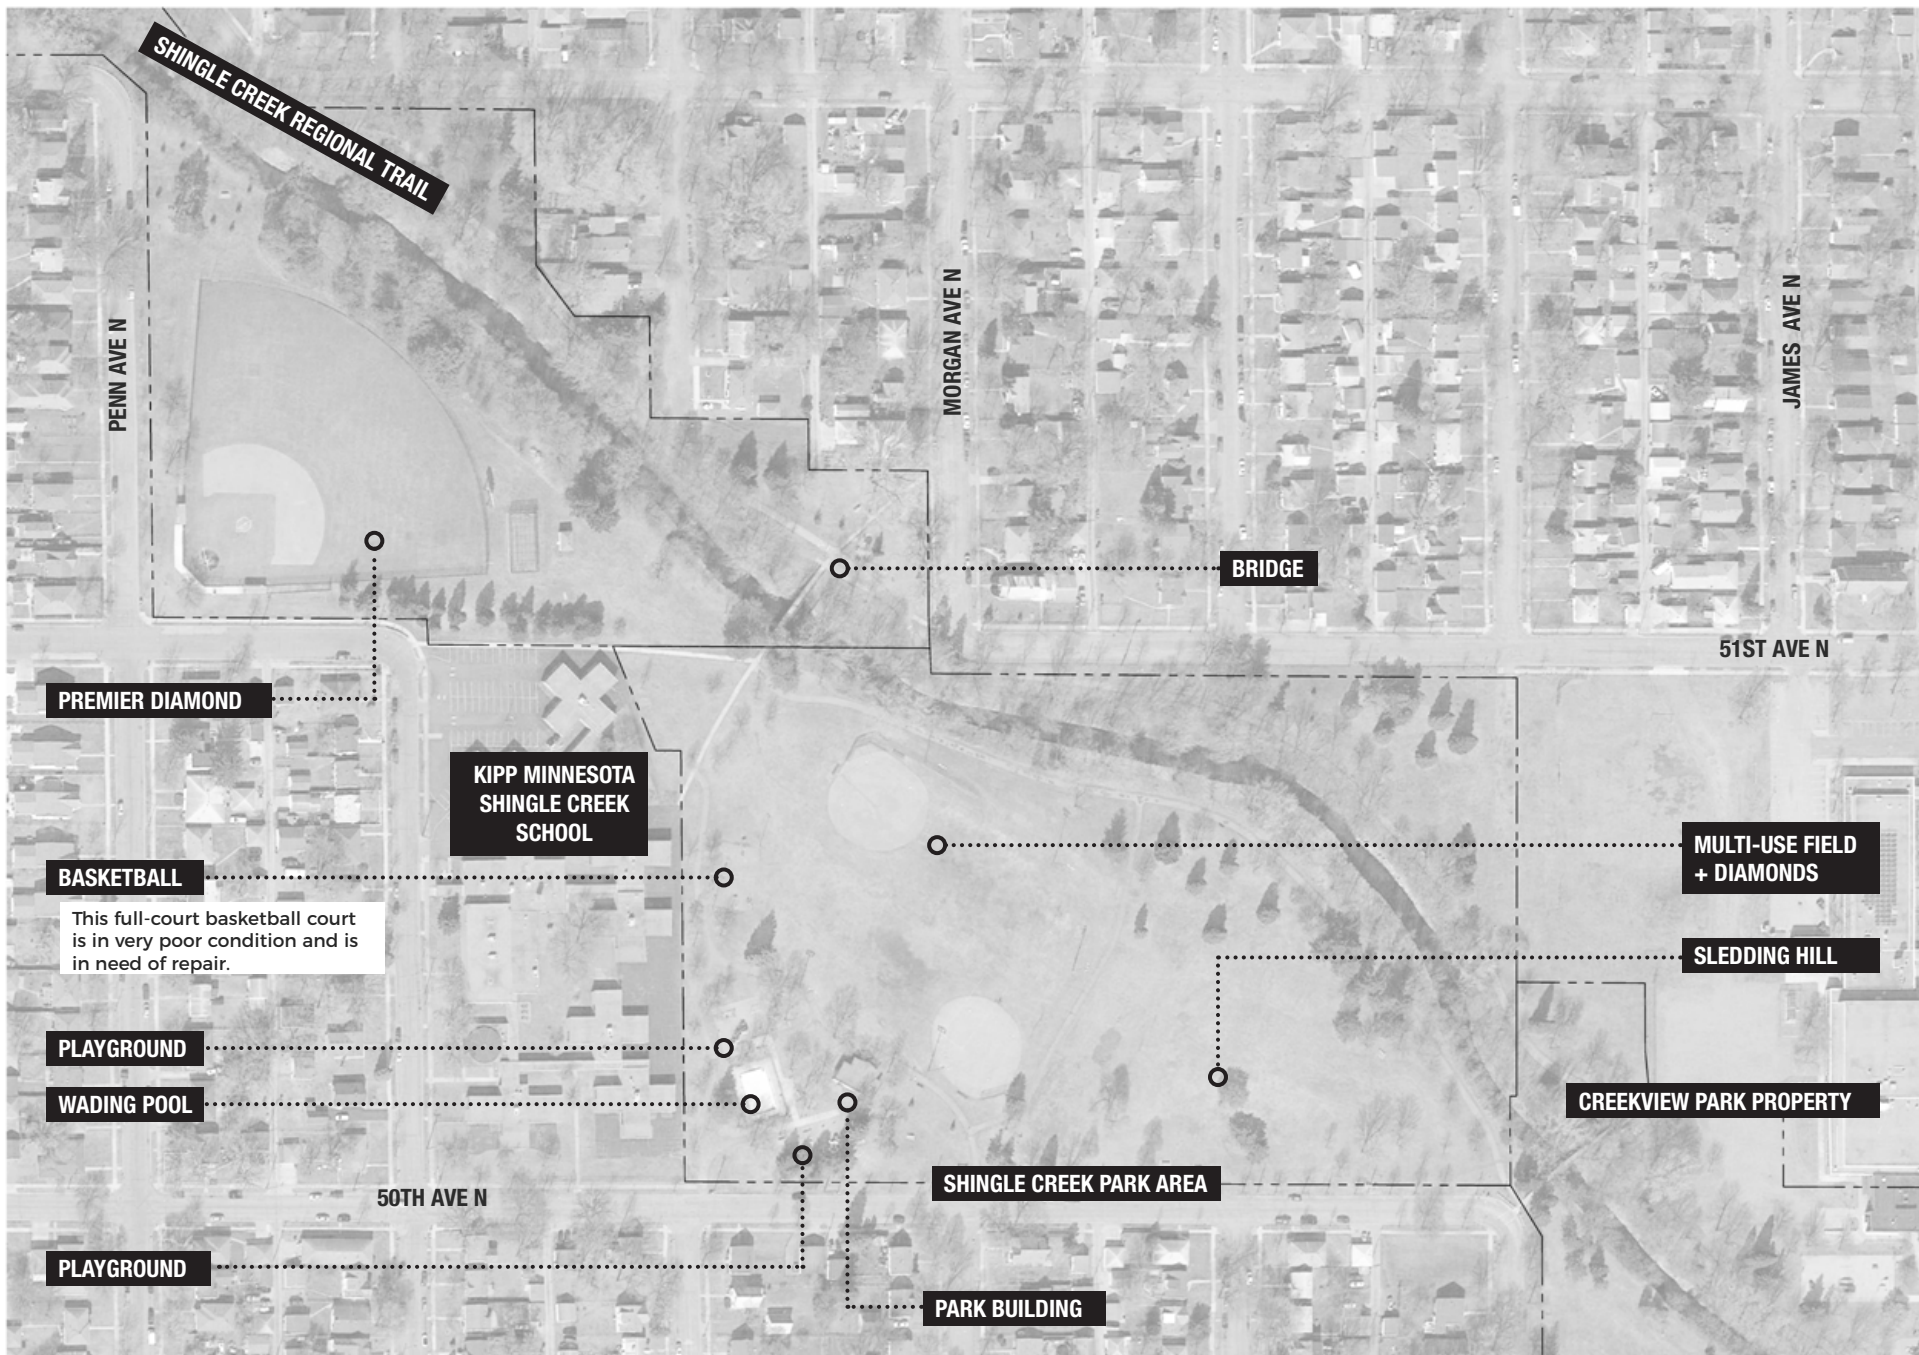 SHINGLE CREEK REGIONAL TRAIL
PENN AVE N
MORGAN AVE N
JAMES AVE N
BRIDGE
51ST AVE N
PREMIER DIAMOND
KIPP MINNESOTA
SHINGLE CREEK
SCHOOL
MULTI-USE FIELD
+ DIAMONDS
BASKETBALL
This full-court basketball court
is in very poor condition and is
in need of repair.
SLEDDING HILL
PLAYGROUND
WADING POOL
CREEKVIEW PARK PROPERTY
SHINGLE CREEK PARK AREA
50TH AVE N
PLAYGROUND
PARK BUILDING